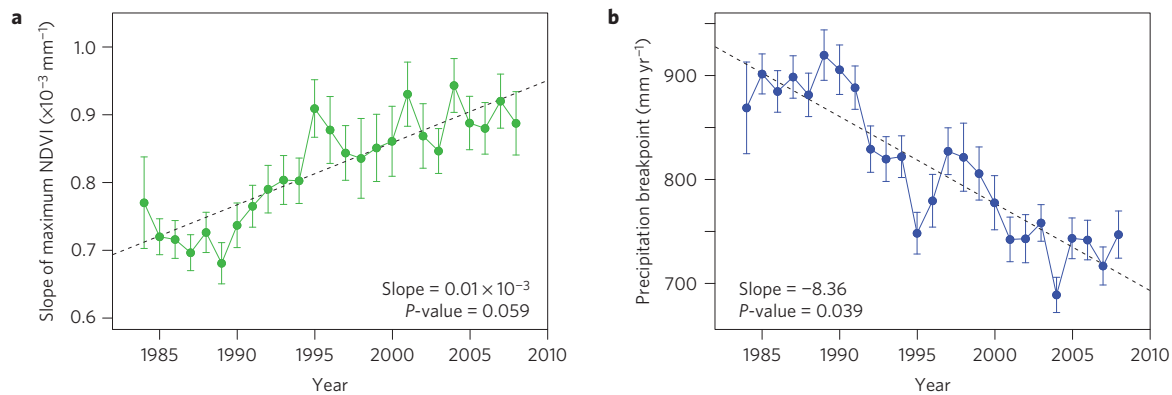 a
Slope of maximum NDVI (×10⁻³ mm⁻¹)
1.0
0.9
0.8
0.7
0.6
Slope = 0.01 × 10⁻³
P-value = 0.059
1985 1990 1995 2000 2005 2010
Year
b
Precipitation breakpoint (mm yr⁻¹)
900
800
700
Slope = −8.36
P-value = 0.039
1985 1990 1995 2000 2005 2010
Year